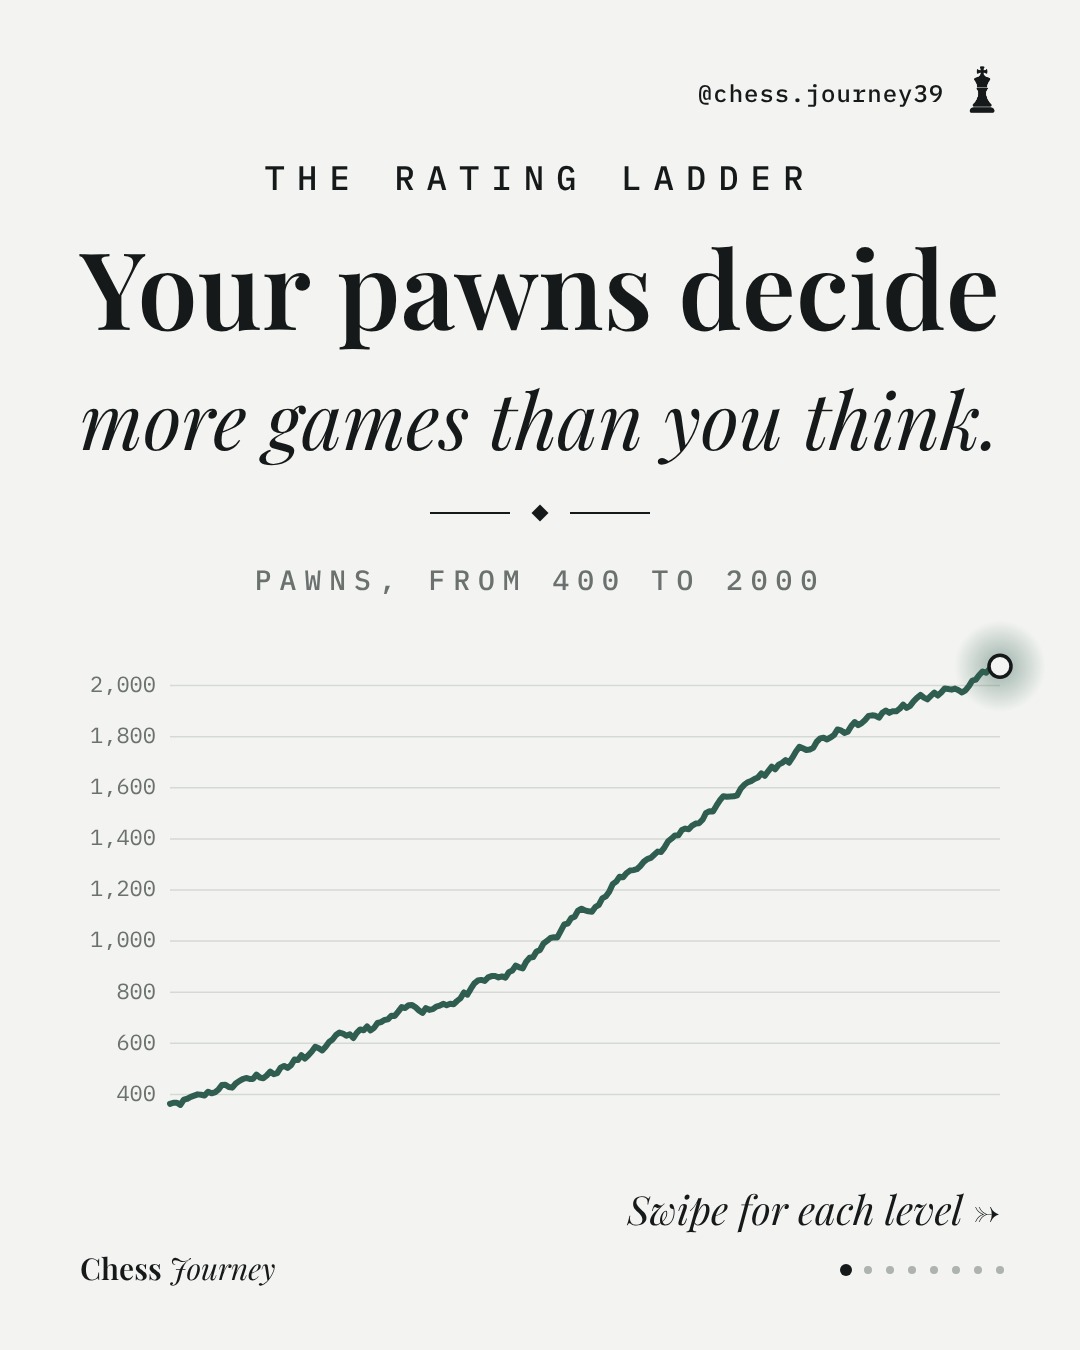 @chess.journey39
THE RATING LADDER
Your pawns decide
more games than you think.
PAWNS, FROM 400 TO 2000
2,000
1,800
1,600
1,400
1,200
1,000
800
600
400
Swipe for each level ➳
Chess Journey